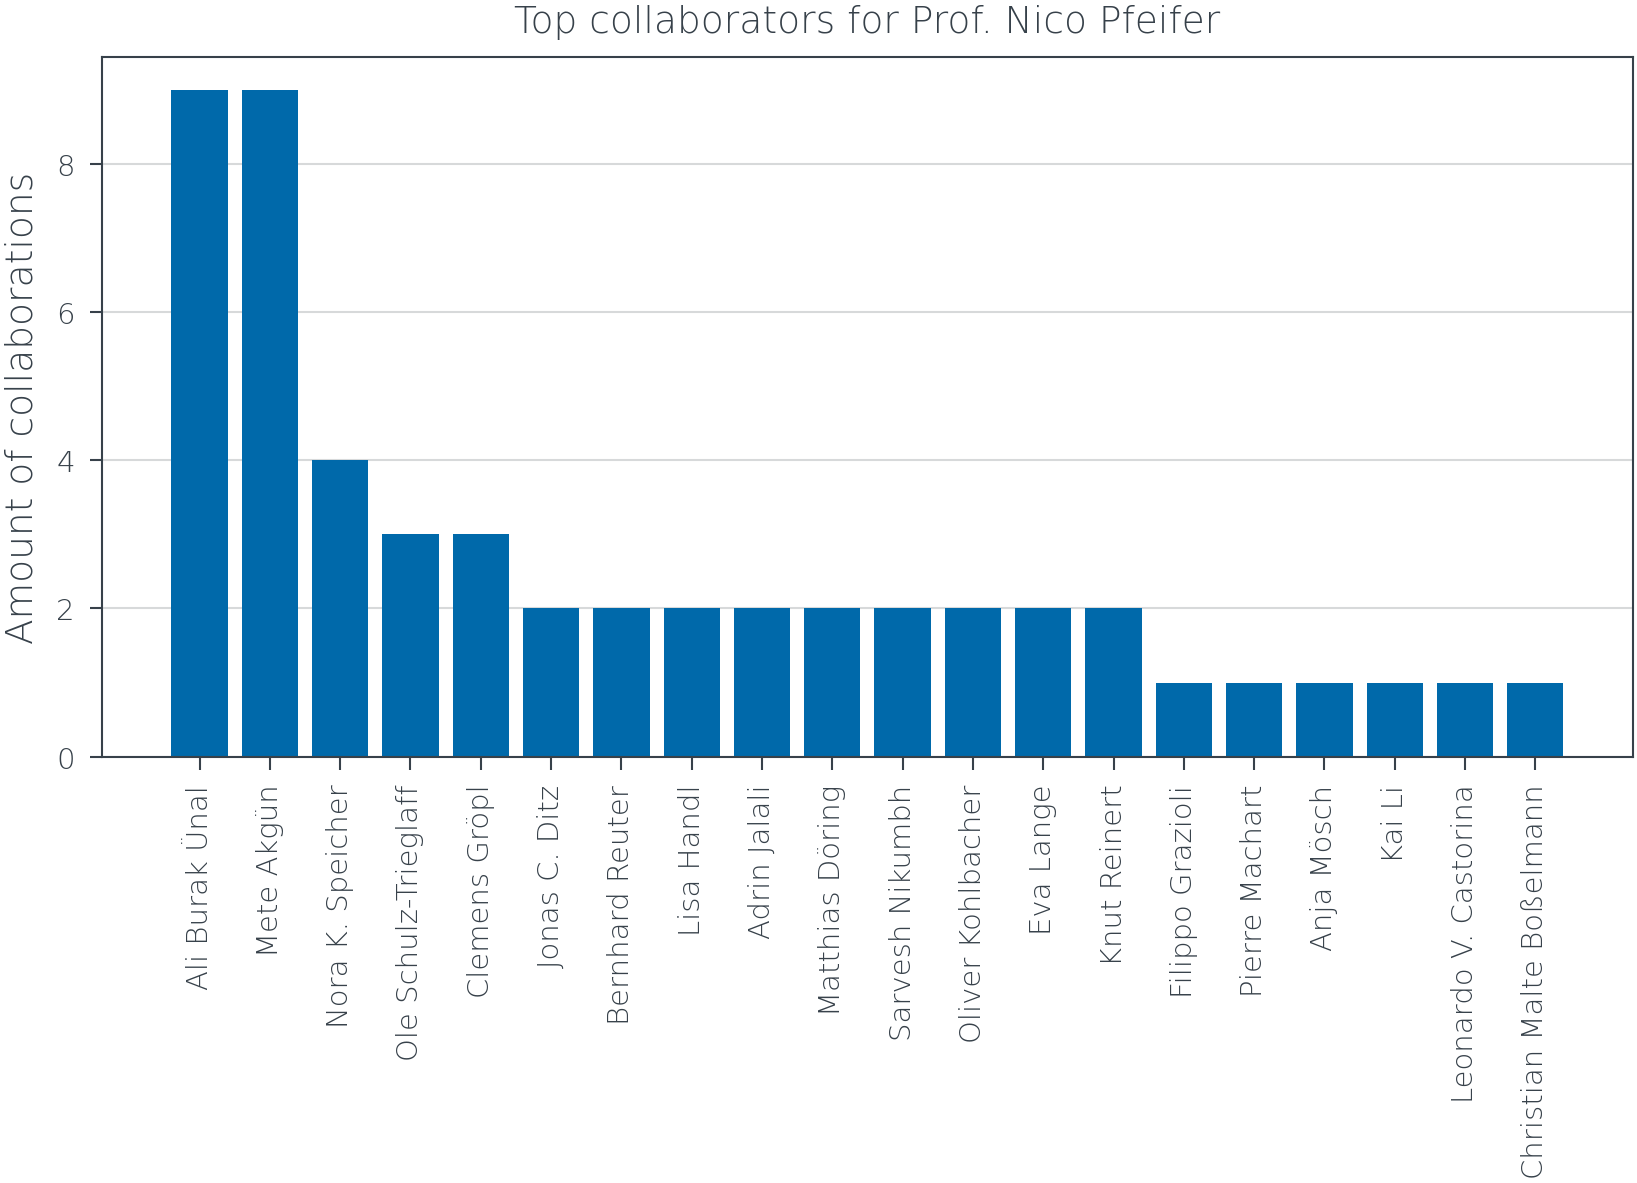 Top collaborators for Prof. Nico Pfeifer
Amount of collaborations
8
6
4
2
0
Ali Burak Ünal
Mete Akgün
Nora K. Speicher
Ole Schulz-Trieglaff
Clemens Gröpl
Jonas C. Ditz
Bernhard Reuter
Lisa Handl
Adrin Jalali
Matthias Döring
Sarvesh Nikumbh
Oliver Kohlbacher
Eva Lange
Knut Reinert
Filippo Grazioli
Pierre Machart
Anja Mösch
Kai Li
Leonardo V. Castorina
Christian Malte Boßelmann